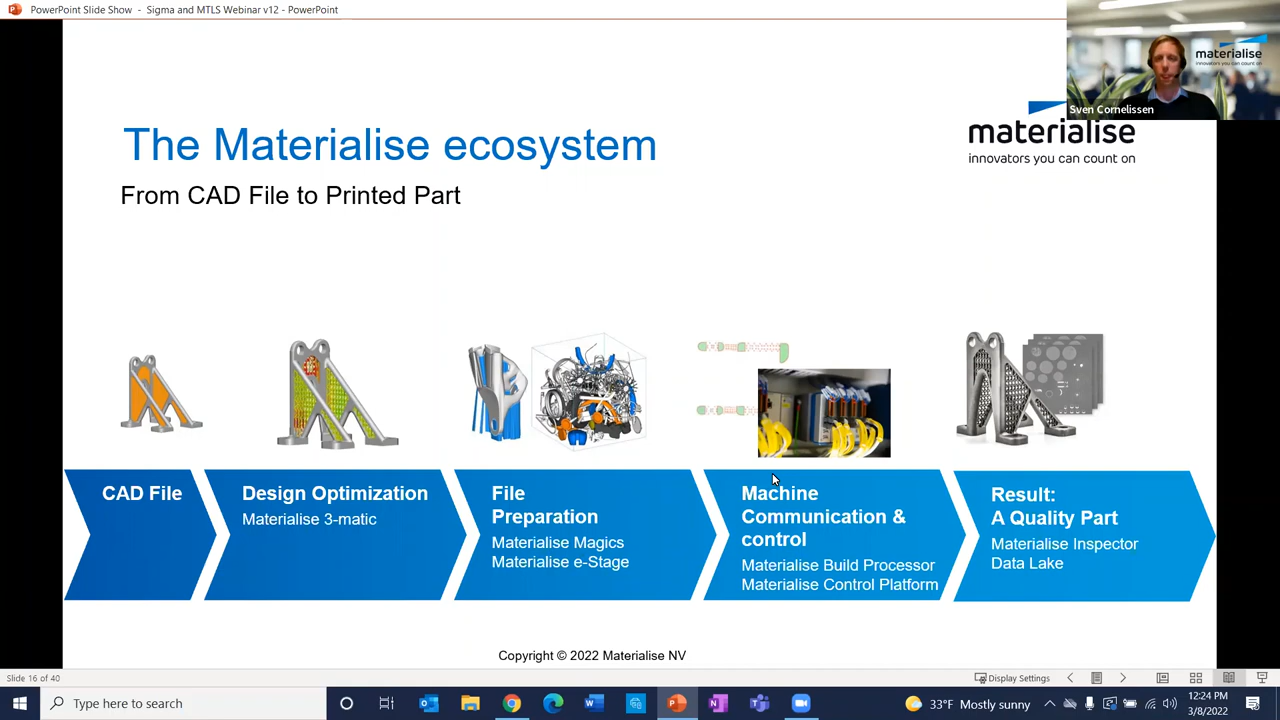 PowerPoint Slide Show - Sigma and MTLS Webinar v12 - PowerPoint
materialise
innovators you can count on
Sven Cornelissen
The Materialise ecosystem
From CAD File to Printed Part
materialise
innovators you can count on
CAD File
Design Optimization
Materialise 3-matic
File
Preparation
Materialise Magics
Materialise e-Stage
Machine
Communication &
control
Materialise Build Processor
Materialise Control Platform
Result:
A Quality Part
Materialise Inspector
Data Lake
Copyright © 2022 Materialise NV
Slide 16 of 40
Display Settings
Type here to search
33°F Mostly sunny
12:24 PM
3/8/2022